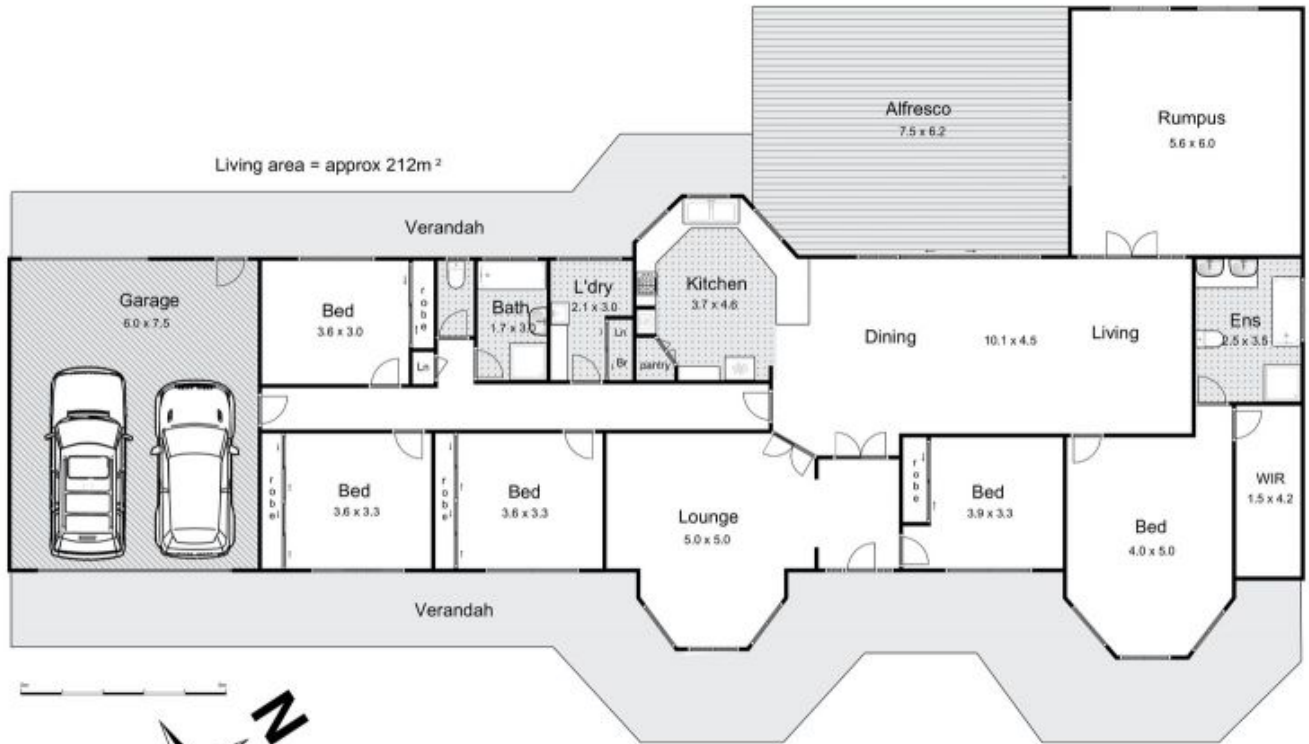 Alfresco
7.5 x 6.2
Rumpus
5.6 x 6.0
Living area = approx 212m²
Verandah
Garage
6.0 x 7.5
Bed
3.6 x 3.0
robe
Ln
Bath
1.7 x 3.0
L'dry
2.1 x 3.0
Ln
Br
Kitchen
3.7 x 4.6
pantry
Dining
10.1 x 4.5
Living
Ens
2.5 x 3.5
robe
Bed
3.6 x 3.3
robe
Bed
3.6 x 3.3
Lounge
5.0 x 5.0
robe
Bed
3.9 x 3.3
Bed
4.0 x 5.0
WIR
1.5 x 4.2
Verandah
N